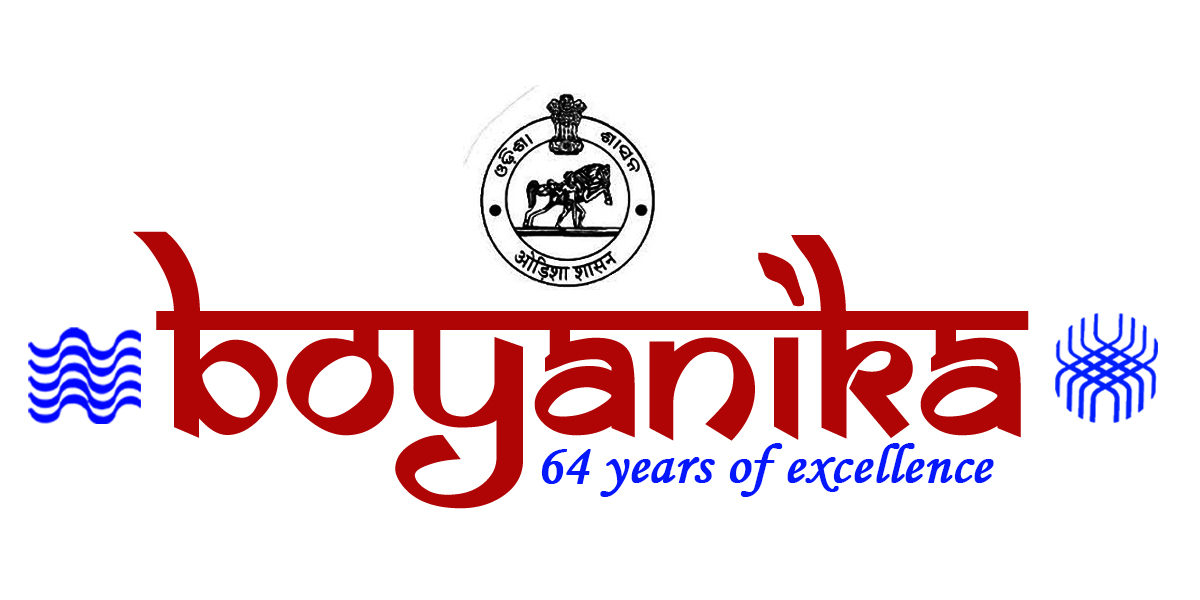 ଓଡ଼ିଶା ଶାସନ
ओड़िशा शासन
boyanika
64 years of excellence